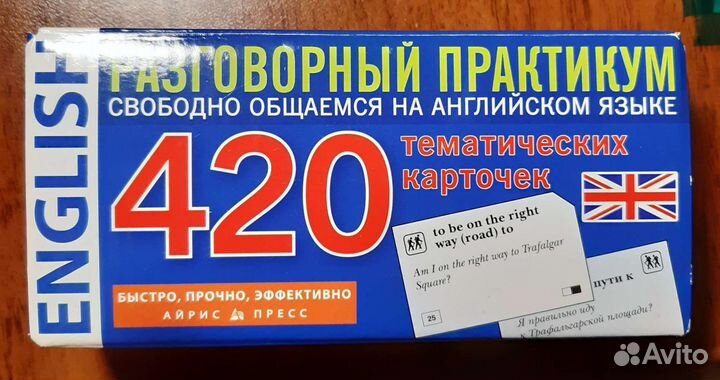 ENGLISH
РАЗГОВОРНЫЙ ПРАКТИКУМ
СВОБОДНО ОБЩАЕМСЯ НА АНГЛИЙСКОМ ЯЗЫКЕ
420
тематических
карточек
to be on the right
way (road) to
Am I on the right way to Trafalgar
Square?
25
пути к
Я правильно иду
к Трафальгарской площади?
БЫСТРО, ПРОЧНО, ЭФФЕКТИВНО
АЙРИС ПРЕСС
Avito